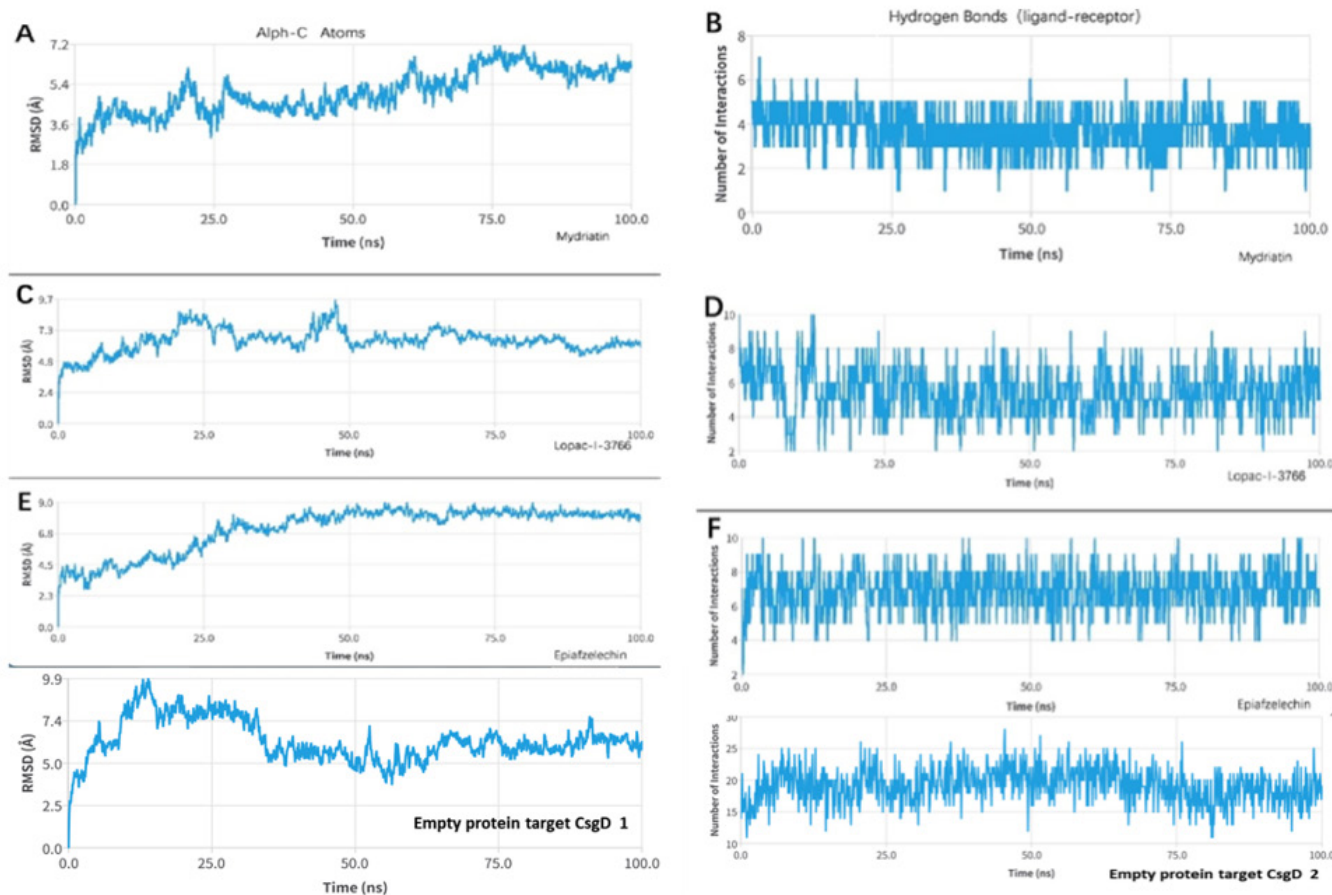 A
Alph-C Atoms
7.2
5.4
3.6
1.8
0.0
RMSD (Å)
0.0 25.0 50.0 75.0 100.0
Time (ns)
Mydriatin
B
Hydrogen Bonds (ligand-receptor)
8
6
4
2
0
Number of Interactions
0.0 25.0 50.0 75.0 100.0
Time (ns)
Mydriatin
C
9.7
7.3
4.8
2.4
0.0
RMSD (Å)
0.0 25.0 50.0 75.0 100.0
Time (ns)
Lopac-I-3766
D
10
8
6
4
2
Number of Interactions
0.0 25.0 50.0 75.0 100.0
Time (ns)
Lopac-I-3766
E
9.0
6.8
4.5
2.3
0.0
RMSD (Å)
0.0 25.0 50.0 75.0 100.0
Time (ns)
Epiafzelechin
F
10
8
6
4
2
Number of Interactions
0.0 25.0 50.0 75.0 100.0
Time (ns)
Epiafzelechin
9.9
7.4
5.0
2.5
0.0
RMSD (Å)
Empty protein target CsgD 1
0.0 25.0 50.0 75.0 100.0
Time (ns)
30
25
20
15
10
Number of Interactions
0.0 25.0 50.0 75.0 100.0
Time (ns)
Empty protein target CsgD 2